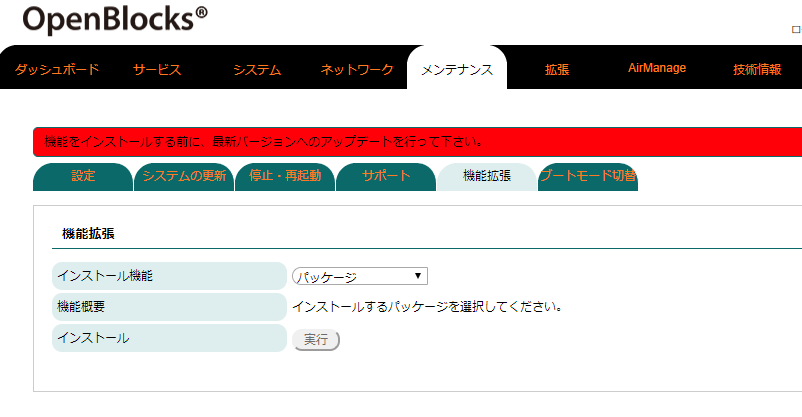 OpenBlocks®
ロ
ダッシュボード サービス システム ネットワーク メンテナンス 拡張 AirManage 技術情報
機能をインストールする前に、最新バージョンへのアップデートを行って下さい。
設定 システムの更新 停止・再起動 サポート 機能拡張 ブートモード切替
機能拡張
インストール機能 パッケージ
機能概要 インストールするパッケージを選択してください。
インストール 実行